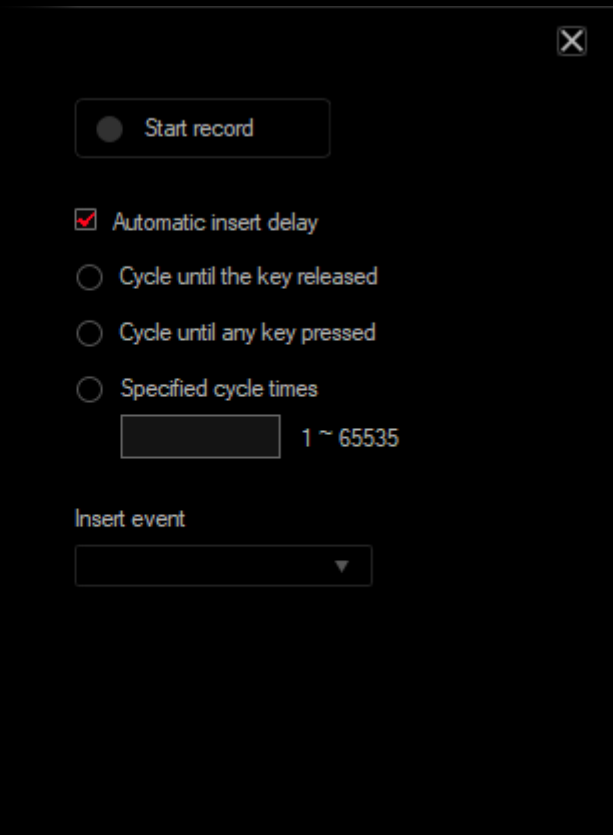 Start record
Automatic insert delay
Cycle until the key released
Cycle until any key pressed
Specified cycle times
1 ~ 65535
Insert event